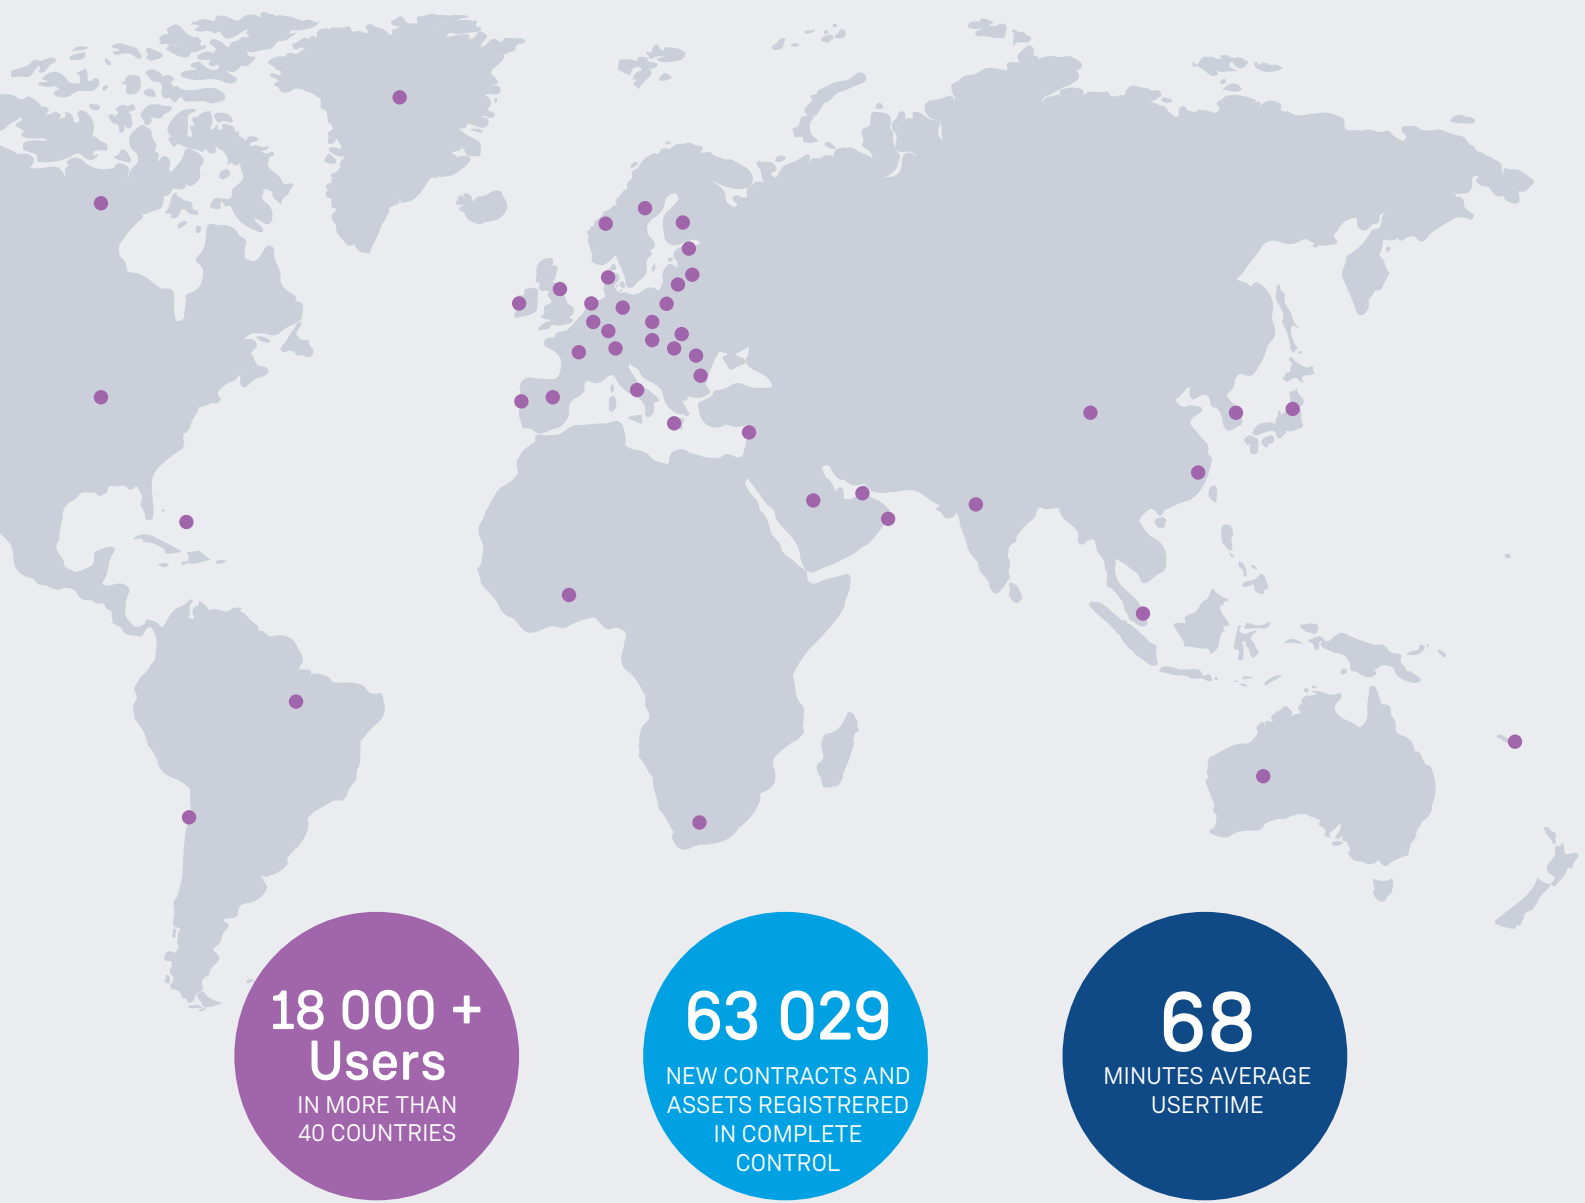 18 000 +
Users
IN MORE THAN
40 COUNTRIES
63 029
NEW CONTRACTS AND
ASSETS REGISTRERED
IN COMPLETE
CONTROL
68
MINUTES AVERAGE
USERTIME